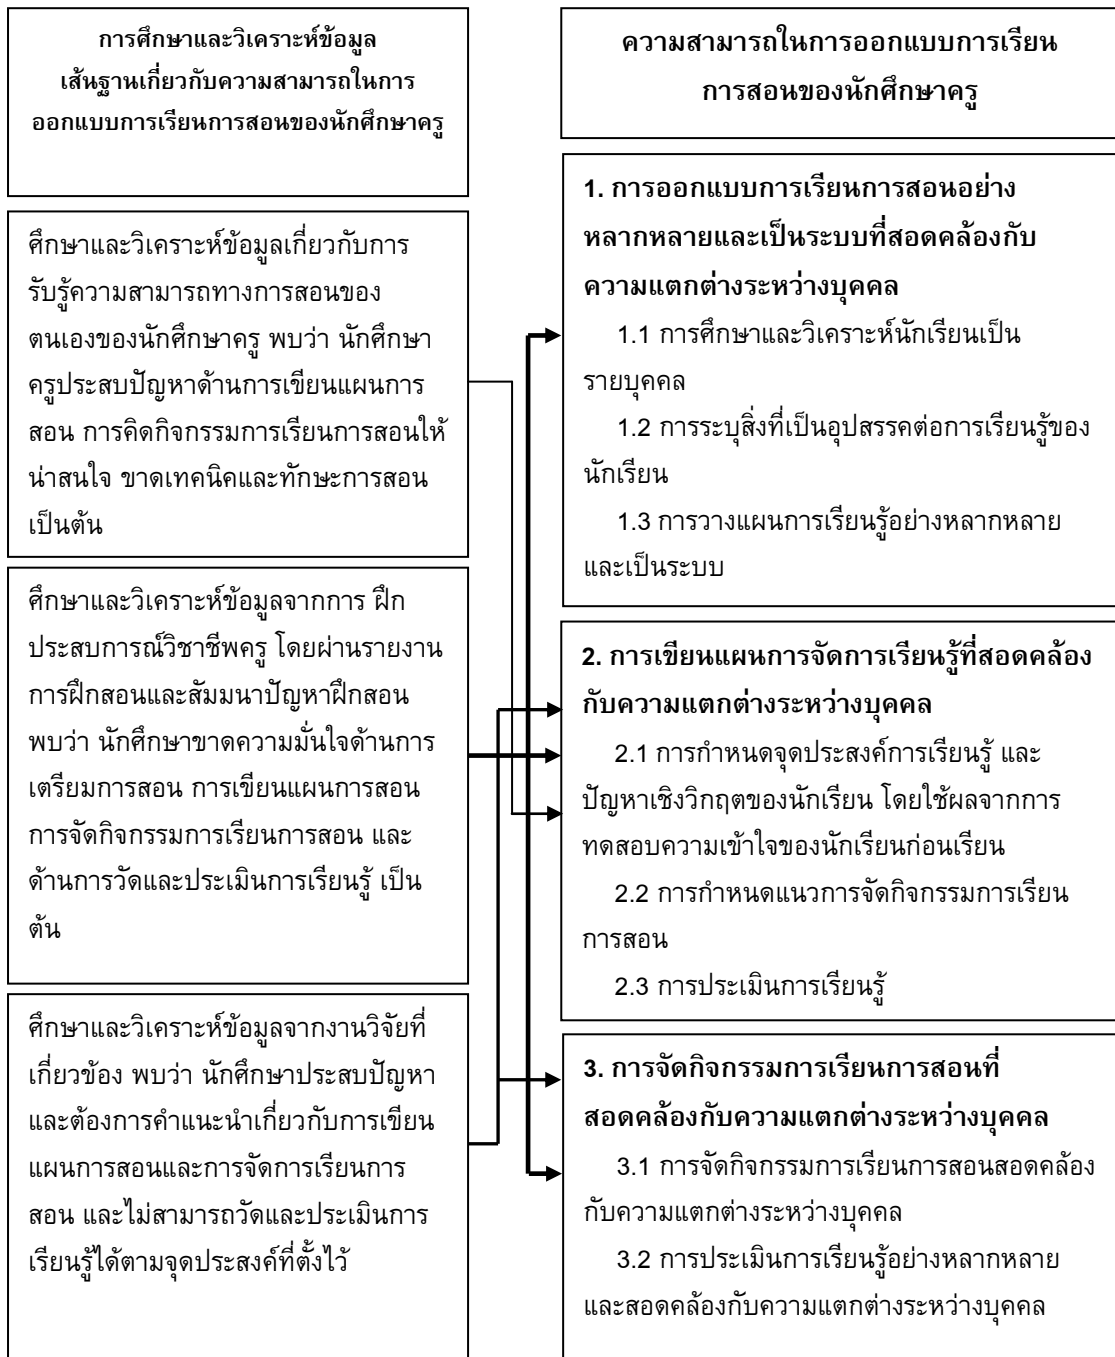 การศึกษาและวิเคราะห์ข้อมูล
เส้นฐานเกี่ยวกับความสามารถในการ
ออกแบบการเรียนการสอนของนักศึกษาครู
ศึกษาและวิเคราะห์ข้อมูลเกี่ยวกับการ
รับรู้ความสามารถทางการสอนของ
ตนเองของนักศึกษาครู พบว่า นักศึกษา
ครูประสบปัญหาด้านการเขียนแผนการ
สอน การคิดกิจกรรมการเรียนการสอนให้
น่าสนใจ ขาดเทคนิคและทักษะการสอน
เป็นต้น
ศึกษาและวิเคราะห์ข้อมูลจากการ ฝึก
ประสบการณ์วิชาชีพครู โดยผ่านรายงาน
การฝึกสอนและสัมมนาปัญหาฝึกสอน
พบว่า นักศึกษาขาดความมั่นใจด้านการ
เตรียมการสอน การเขียนแผนการสอน
การจัดกิจกรรมการเรียนการสอน และ
ด้านการวัดและประเมินการเรียนรู้ เป็น
ต้น
ศึกษาและวิเคราะห์ข้อมูลจากงานวิจัยที่
เกี่ยวข้อง พบว่า นักศึกษาประสบปัญหา
และต้องการคำแนะนำเกี่ยวกับการเขียน
แผนการสอนและการจัดการเรียนการ
สอน และไม่สามารถวัดและประเมินการ
เรียนรู้ได้ตามจุดประสงค์ที่ตั้งไว้
ความสามารถในการออกแบบการเรียน
การสอนของนักศึกษาครู
1. การออกแบบการเรียนการสอนอย่าง
หลากหลายและเป็นระบบที่สอดคล้องกับ
ความแตกต่างระหว่างบุคคล
1.1 การศึกษาและวิเคราะห์นักเรียนเป็น
รายบุคคล
1.2 การระบุสิ่งที่เป็นอุปสรรคต่อการเรียนรู้ของ
นักเรียน
1.3 การวางแผนการเรียนรู้อย่างหลากหลาย
และเป็นระบบ
2. การเขียนแผนการจัดการเรียนรู้ที่สอดคล้อง
กับความแตกต่างระหว่างบุคคล
2.1 การกำหนดจุดประสงค์การเรียนรู้ และ
ปัญหาเชิงวิกฤตของนักเรียน โดยใช้ผลจากการ
ทดสอบความเข้าใจของนักเรียนก่อนเรียน
2.2 การกำหนดแนวการจัดกิจกรรมการเรียน
การสอน
2.3 การประเมินการเรียนรู้
3. การจัดกิจกรรมการเรียนการสอนที่
สอดคล้องกับความแตกต่างระหว่างบุคคล
3.1 การจัดกิจกรรมการเรียนการสอนสอดคล้อง
กับความแตกต่างระหว่างบุคคล
3.2 การประเมินการเรียนรู้อย่างหลากหลาย
และสอดคล้องกับความแตกต่างระหว่างบุคคล